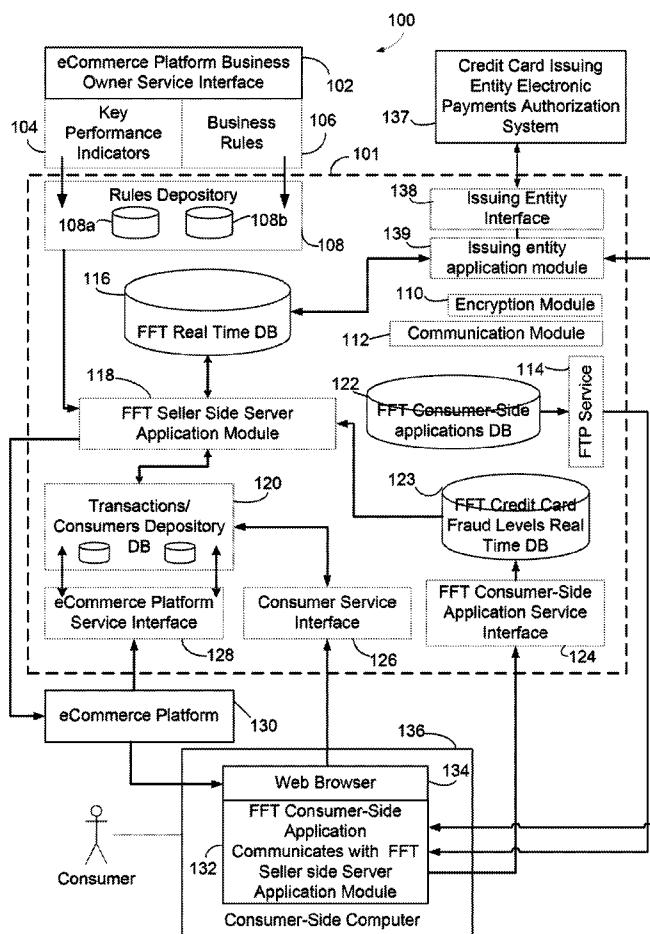 100
eCommerce Platform Business
Owner Service Interface
102
Credit Card Issuing
Entity Electronic
Payments Authorization
System
137
104
Key
Performance
Indicators
Business
Rules
106
101
Rules Depository
108a
108b
108
138
Issuing Entity
Interface
139
Issuing entity
application module
116
FFT Real Time DB
110
Encryption Module
112
Communication Module
114
118
FFT Seller Side Server
Application Module
122
FFT Consumer-Side
applications DB
FTP Service
120
Transactions/
Consumers Depository
DB
123
FFT Credit Card
Fraud Levels Real
Time DB
eCommerce Platform
Service Interface
128
Consumer Service
Interface
126
FFT Consumer-Side
Application Service
Interface
124
eCommerce Platform
130
136
Web Browser
134
FFT Consumer-Side
Application
Communicates with FFT
Seller side Server
Application Module
132
Consumer
Consumer-Side Computer